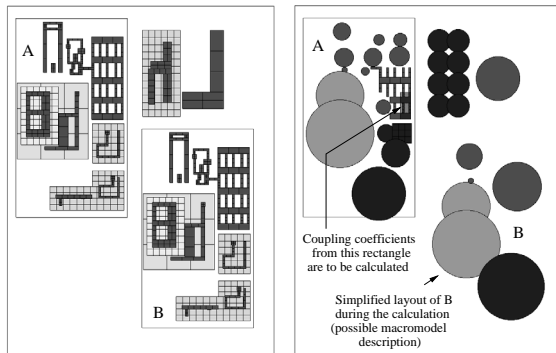 A
B
A
B
Coupling coefficients
from this rectangle
are to be calculated
Simplified layout of B
during the calculation
(possible macromodel
description)